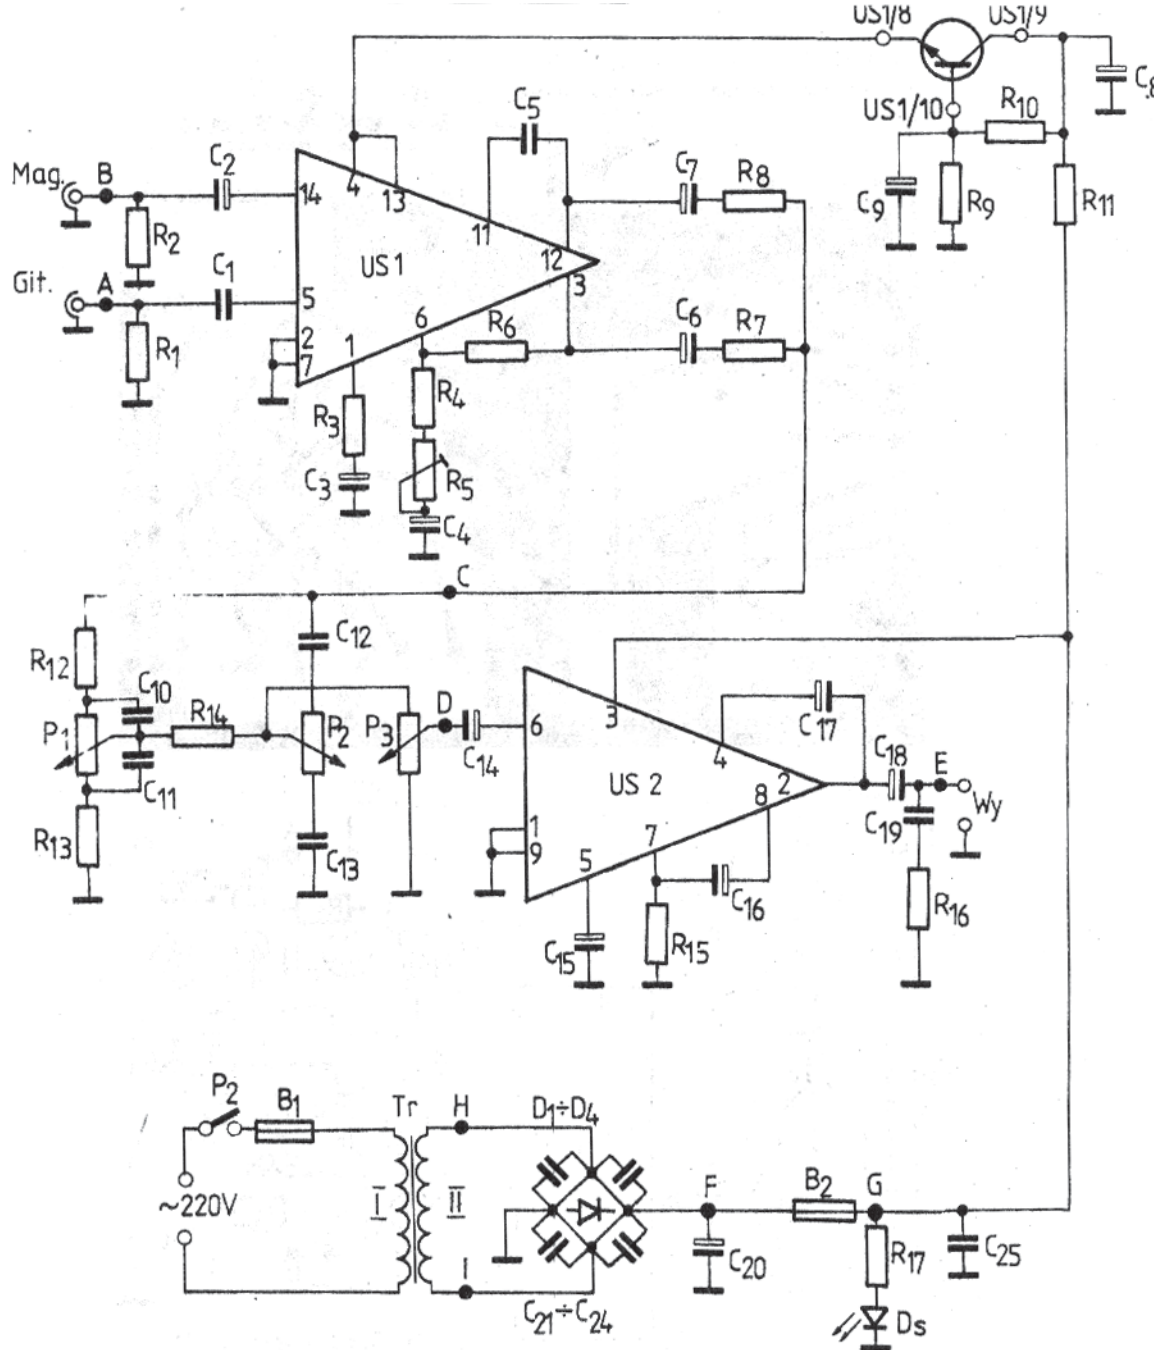 US1/8 US1/9
C8
US1/10 R10
C5
Mag. B C2 14 4 13
C7 R8
C9 R9 R11
R2 11
US 1 12
Git. A C1 5 3
6 R6 C6 R7
R1 2 1
7
R4
R3
C3 R5
C4
C
C12
R12
C10
R14 P2 P3 D 6 3
P1 C14 4 C17
C11 US 2 2 C18 E
8 C19 Wy
R13 C13 1 7
9 5
C16 R16
C15 R15
P2 B1 Tr H D1÷D4
~220V I II F B2 G
C20 R17 C25
I
C21÷C24 Ds